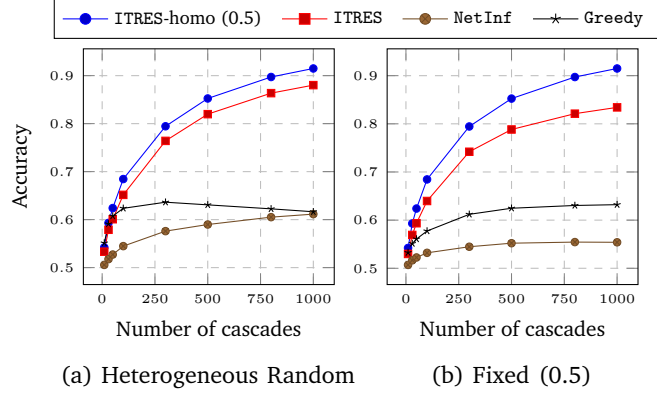 ITRES-homo (0.5) ITRES NetInf Greedy
Accuracy
0.9
0.8
0.7
0.6
0.5
0 250 500 750 1000
Number of cascades
(a) Heterogeneous Random
0.9
0.8
0.7
0.6
0.5
0 250 500 750 1000
Number of cascades
(b) Fixed (0.5)